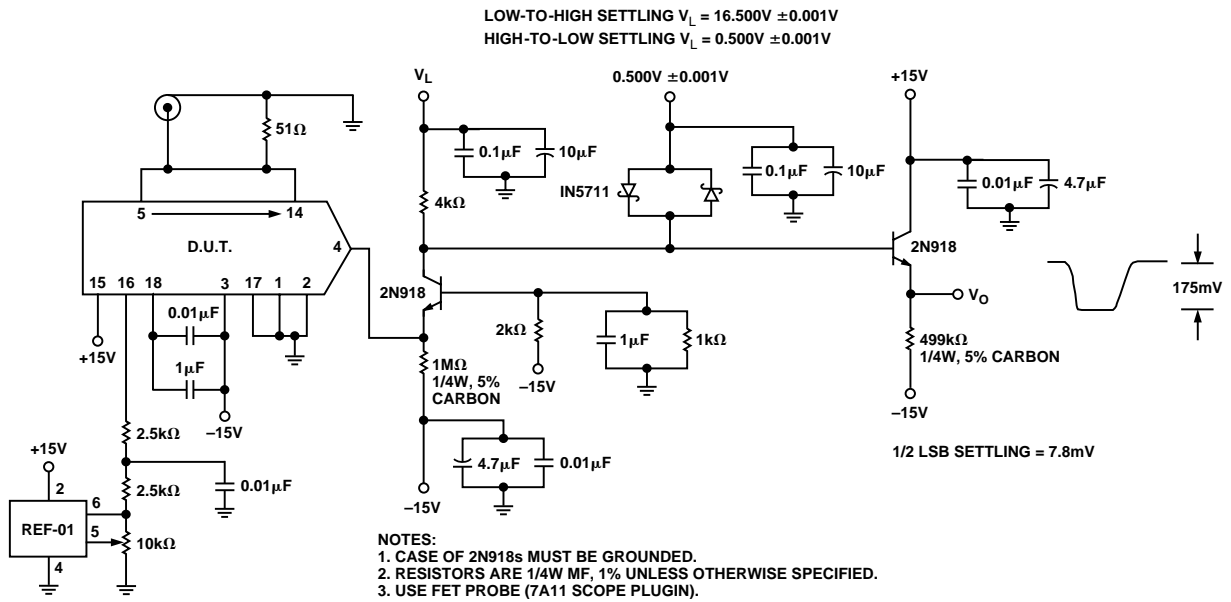 LOW-TO-HIGH SETTLING VL = 16.500V ±0.001V
HIGH-TO-LOW SETTLING VL = 0.500V ±0.001V
VL
0.500V ±0.001V
+15V
51Ω
0.1µF
10µF
0.1µF
10µF
0.01µF
4.7µF
IN5711
4kΩ
5
14
D.U.T.
4
2N918
15
16
18
3
17
1
2
2N918
VO
175mV
0.01µF
1µF
+15V
–15V
2kΩ
–15V
1µF
1kΩ
1MΩ
1/4W, 5%
CARBON
499kΩ
1/4W, 5% CARBON
–15V
1/2 LSB SETTLING = 7.8mV
2.5kΩ
+15V
2
2.5kΩ
0.01µF
6
REF-01
5
10kΩ
4
4.7µF
0.01µF
–15V
NOTES:
1. CASE OF 2N918s MUST BE GROUNDED.
2. RESISTORS ARE 1/4W MF, 1% UNLESS OTHERWISE SPECIFIED.
3. USE FET PROBE (7A11 SCOPE PLUGIN).